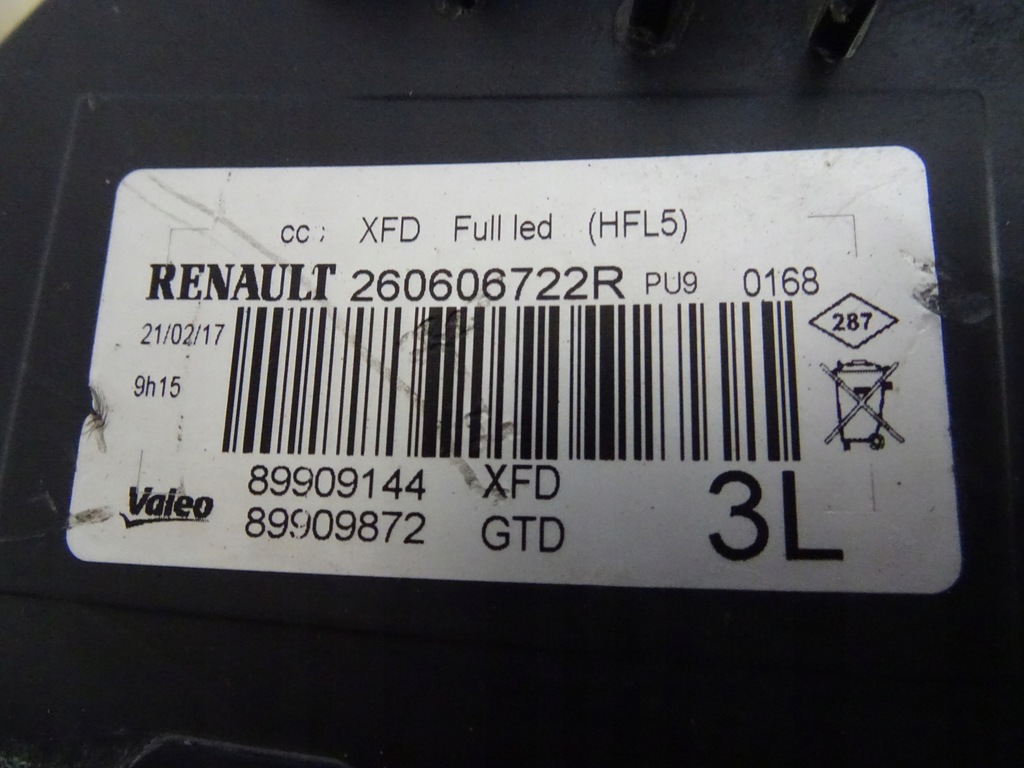 cc: XFD Full led (HFL5)
RENAULT 260606722R PU9 0168
287
21/02/17
9h15
89909144 XFD
Valeo 89909872 GTD
3L